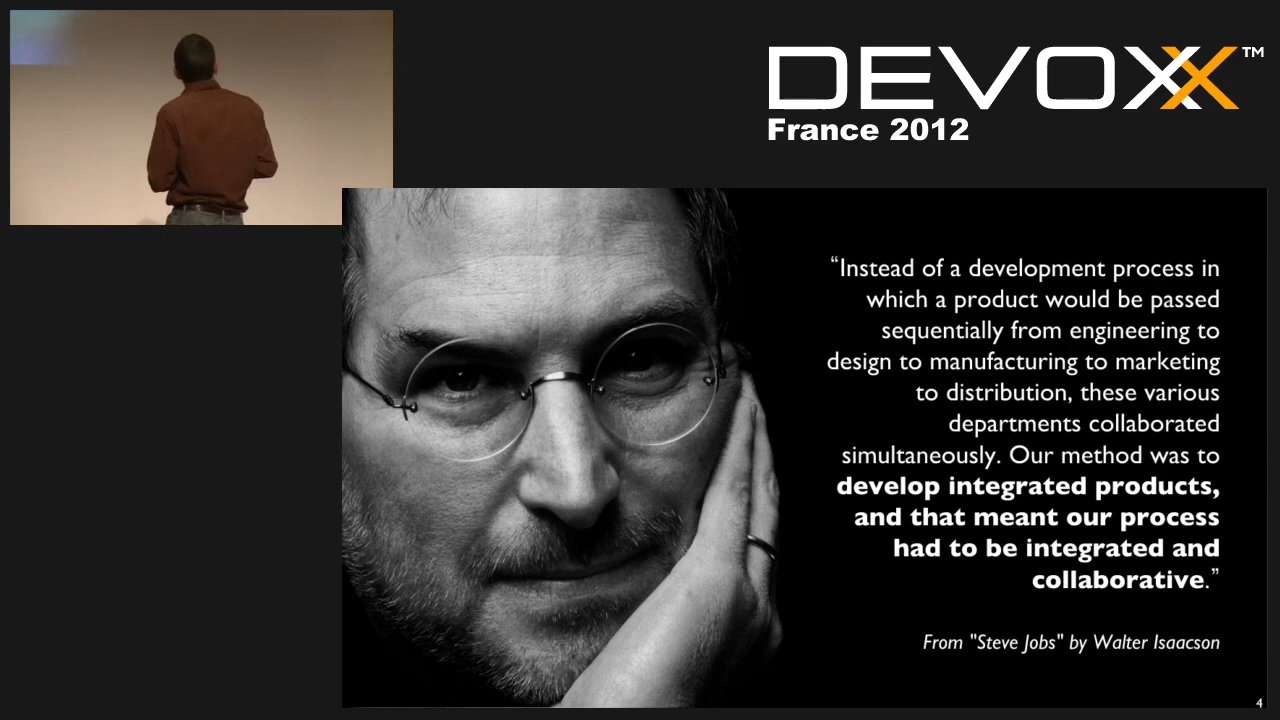 DEVOXX™
France 2012
“Instead of a development process in
which a product would be passed
sequentially from engineering to
design to manufacturing to marketing
to distribution, these various
departments collaborated
simultaneously. Our method was to
develop integrated products,
and that meant our process
had to be integrated and
collaborative.”
From "Steve Jobs" by Walter Isaacson
4